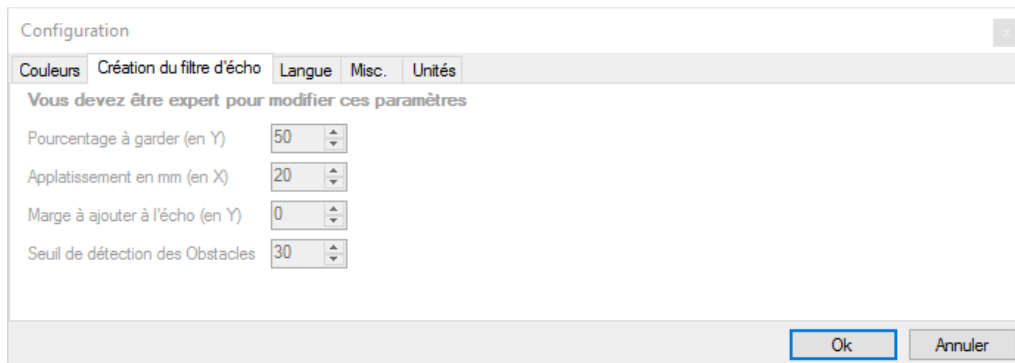 Configuration
x
Couleurs Création du filtre d'écho Langue Misc. Unités
Vous devez être expert pour modifier ces paramètres
Pourcentage à garder (en Y) 50
Applatissement en mm (en X) 20
Marge à ajouter à l'écho (en Y) 0
Seuil de détection des Obstacles 30
Ok Annuler